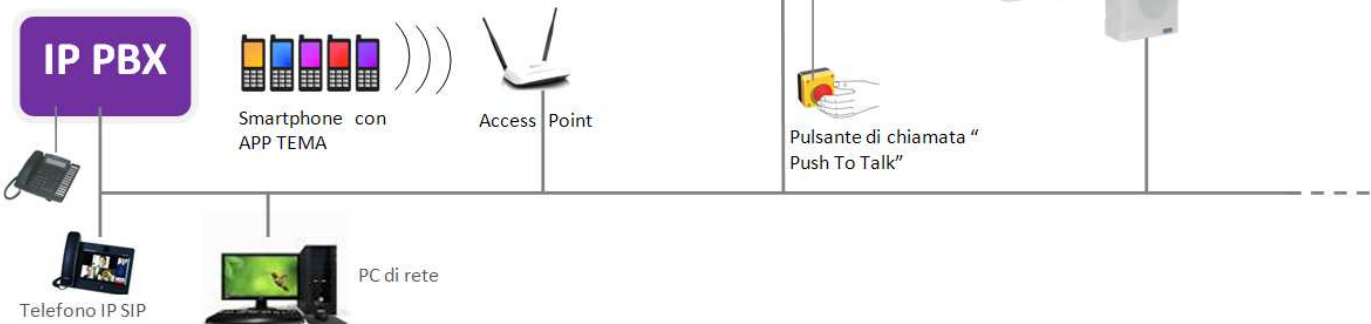 IP PBX
Smartphone con
APP TEMA
Access Point
Pulsante di chiamata “
Push To Talk”
PC di rete
Telefono IP SIP